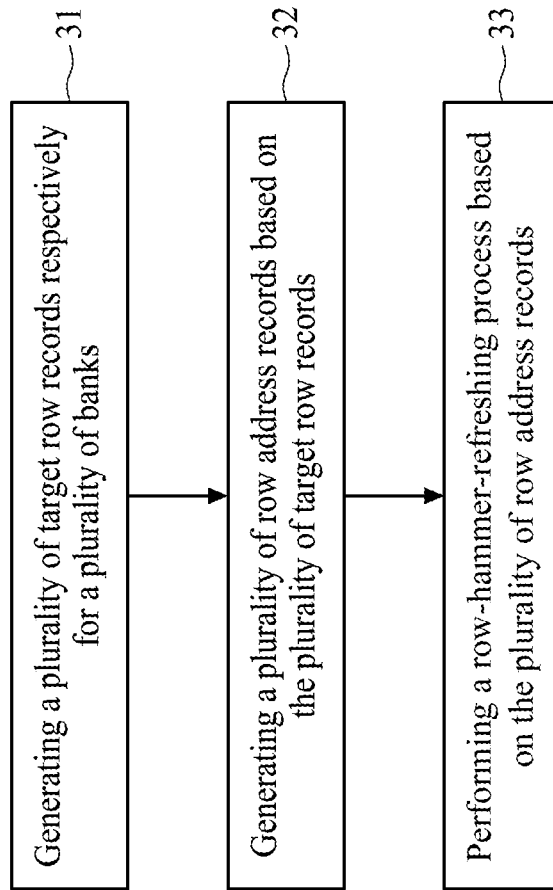 Generating a plurality of target row records respectively
for a plurality of banks
31
Generating a plurality of row address records based on
the plurality of target row records
32
Performing a row-hammer-refreshing process based
on the plurality of row address records
33